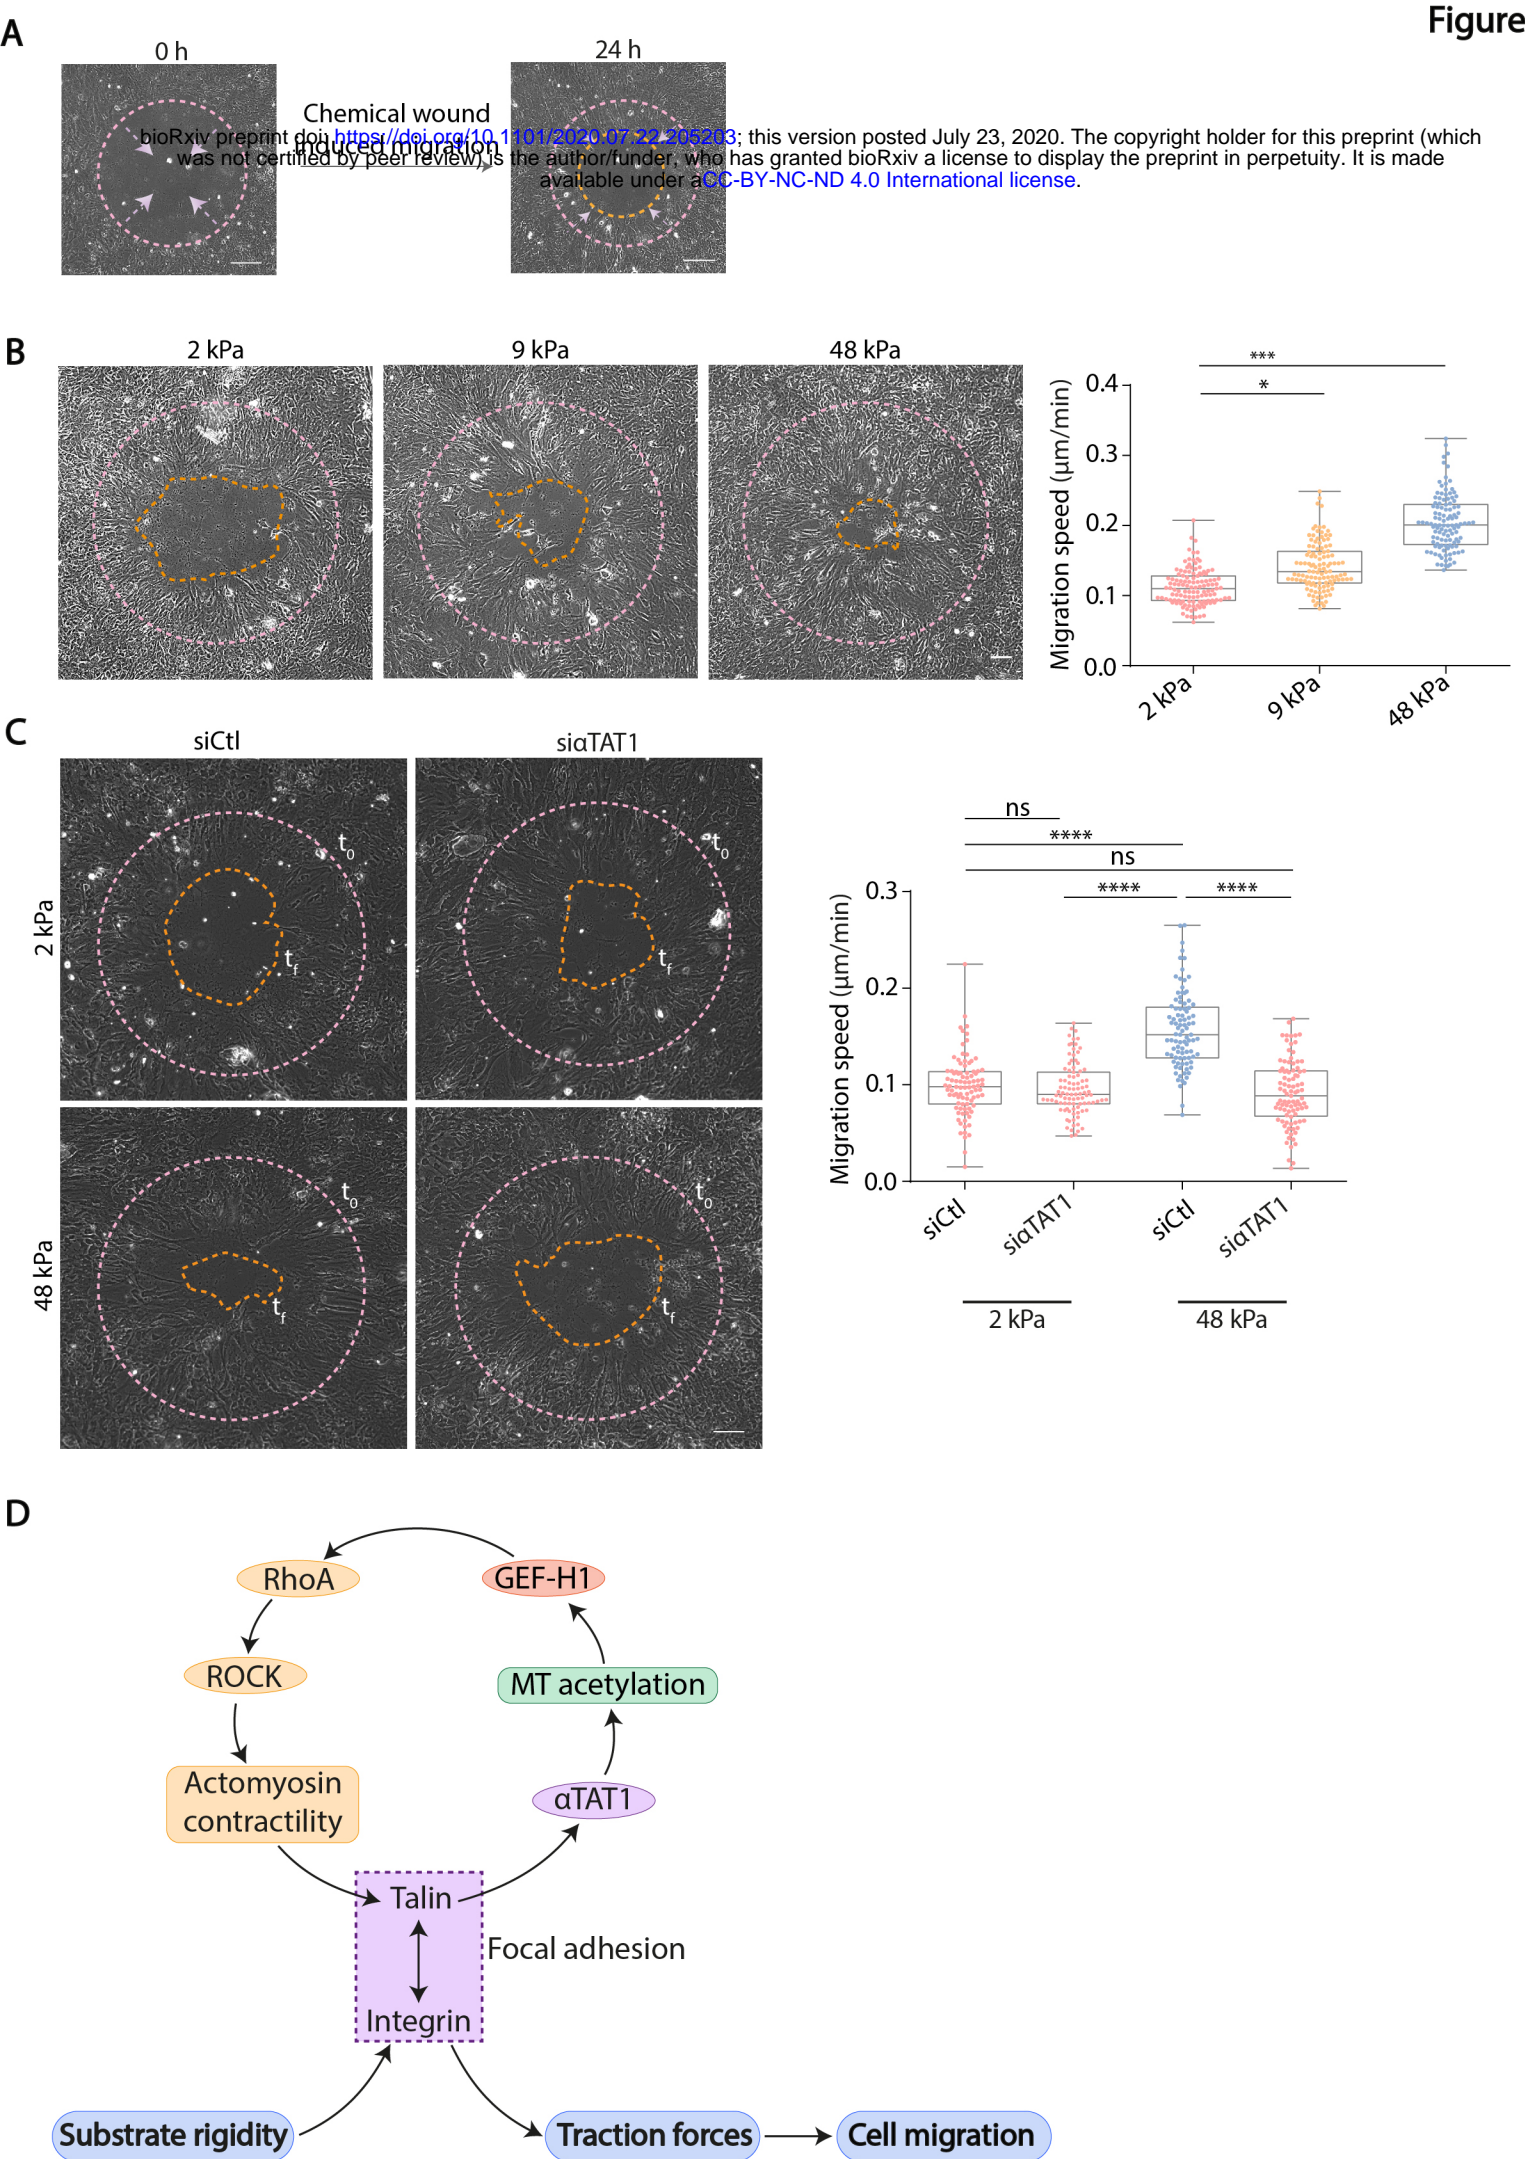 Figure
A
0 h
24 h
Chemical wound
induced migration
bioRxiv preprint doi: https://doi.org/10.1101/2020.07.22.205203; this version posted July 23, 2020. The copyright holder for this preprint (which
was not certified by peer review) is the author/funder, who has granted bioRxiv a license to display the preprint in perpetuity. It is made
available under aCC-BY-NC-ND 4.0 International license.
B
2 kPa
9 kPa
48 kPa
***
*
Migration speed (µm/min)
0.4
0.3
0.2
0.1
0.0
2 kPa
9 kPa
48 kPa
C
siCtl
siαTAT1
2 kPa
48 kPa
t0
tf
t0
tf
t0
tf
t0
tf
ns
****
ns
****
****
Migration speed (µm/min)
0.3
0.2
0.1
0.0
siCtl
siαTAT1
siCtl
siαTAT1
2 kPa
48 kPa
D
RhoA
GEF-H1
ROCK
MT acetylation
Actomyosin
contractility
αTAT1
Talin
Focal adhesion
Integrin
Substrate rigidity
Traction forces
Cell migration